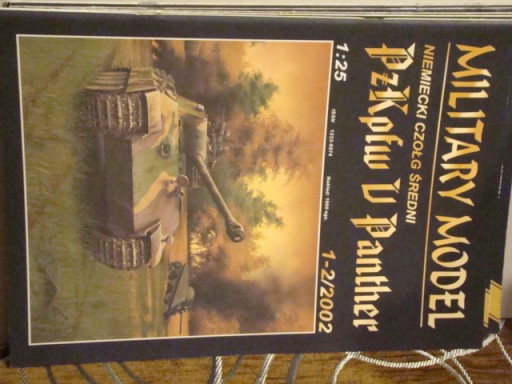 MILITARY MODEL
NIEMIECKI CZOŁG ŚREDNI
PzKpfw V Panther
1:25
1-2/2002